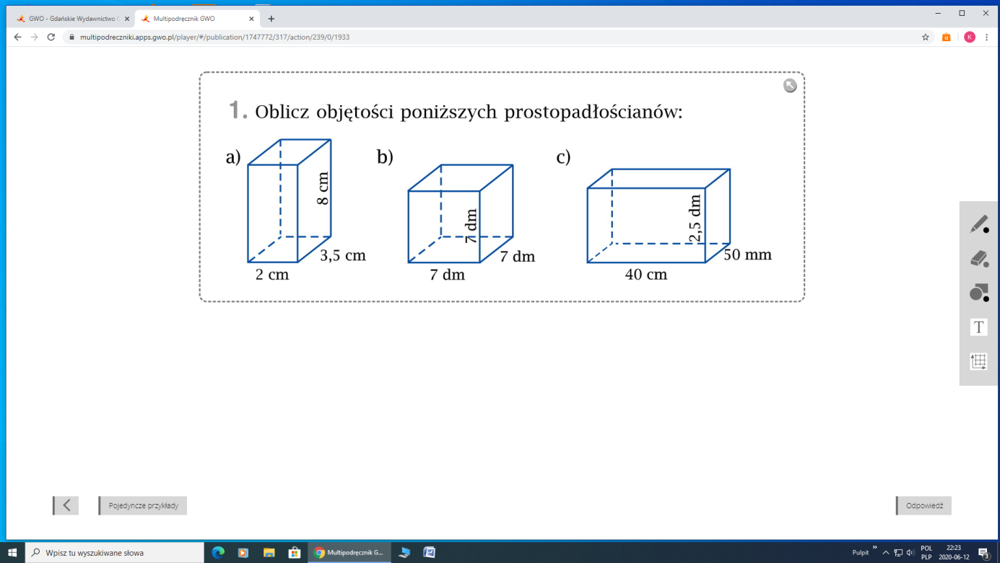 GWO - Gdańskie Wydawnictwo O
Multipodręcznik GWO
multipodreczniki.apps.gwo.pl/player/#/publication/1747772/317/action/239/0/1933
K
1. Oblicz objętości poniższych prostopadłościanów:
a)
8 cm
3,5 cm
2 cm
b)
7 dm
7 dm
7 dm
c)
2,5 dm
50 mm
40 cm
T
Pojedyncze przykłady
Odpowiedź
Wpisz tu wyszukiwane słowa
Multipodręcznik G...
Pulpit
POL
PLP
22:23
2020-06-12
3